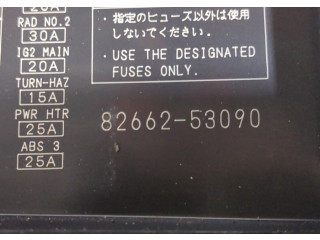 20A
RAD NO.2
30A
IG2 MAIN
20A
TURN-HAZ
15A
PWR HTR
25A
ABS 3
25A
・指定のヒューズ以外は使用
しないでください.
・USE THE DESIGNATED
FUSES ONLY.
82662-53090